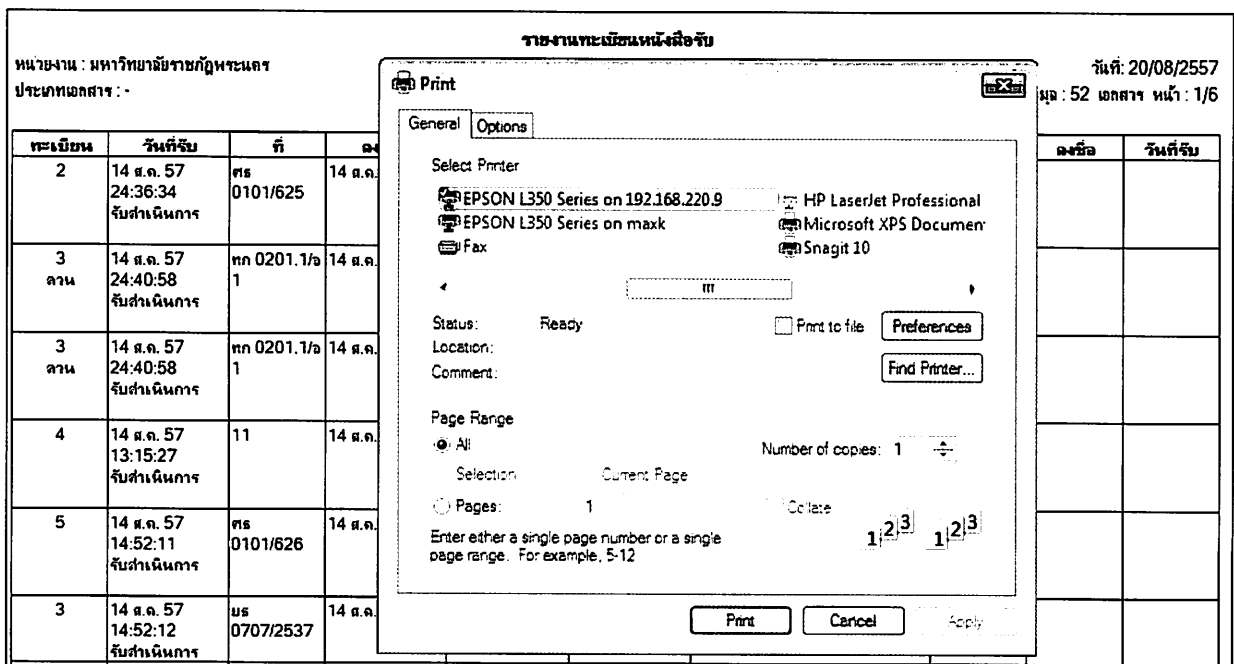 รายงานทะเบียนหนังสือรับ
หน่วยงาน : มหาวิทยาลัยราชภัฏพระนคร
วันที่: 20/08/2557
ประเภทเอกสาร : -
มูล : 52 เอกสาร หน้า : 1/6
ทะเบียน วันที่รับ ที่ ลง ลงชื่อ วันที่รับ
2 14 ส.ค. 57 ศธ 14 ส.ค.
24:36:34 0101/625
รับดำเนินการ
3 14 ส.ค. 57 ทก 0201.1/ว 14 ส.ค.
ด่วน 24:40:58 1
รับดำเนินการ
3 14 ส.ค. 57 ทก 0201.1/ว 14 ส.ค.
ด่วน 24:40:58 1
รับดำเนินการ
4 14 ส.ค. 57 11 14 ส.ค.
13:15:27
รับดำเนินการ
5 14 ส.ค. 57 ศธ 14 ส.ค.
14:52:11 0101/626
รับดำเนินการ
3 14 ส.ค. 57 ยธ 14 ส.ค.
14:52:12 0707/2537
รับดำเนินการ
Print
General Options
Select Printer
EPSON L350 Series on 192.168.220.9 HP LaserJet Professional
EPSON L350 Series on maxk Microsoft XPS Documen
Fax Snagit 10
Status: Ready Print to file Preferences
Location:
Comment: Find Printer...
Page Range
All Number of copies: 1
Selection Current Page
Pages: 1 Collate
Enter either a single page number or a single
page range. For example, 5-12
1 2 3 1 2 3
Print Cancel Apply